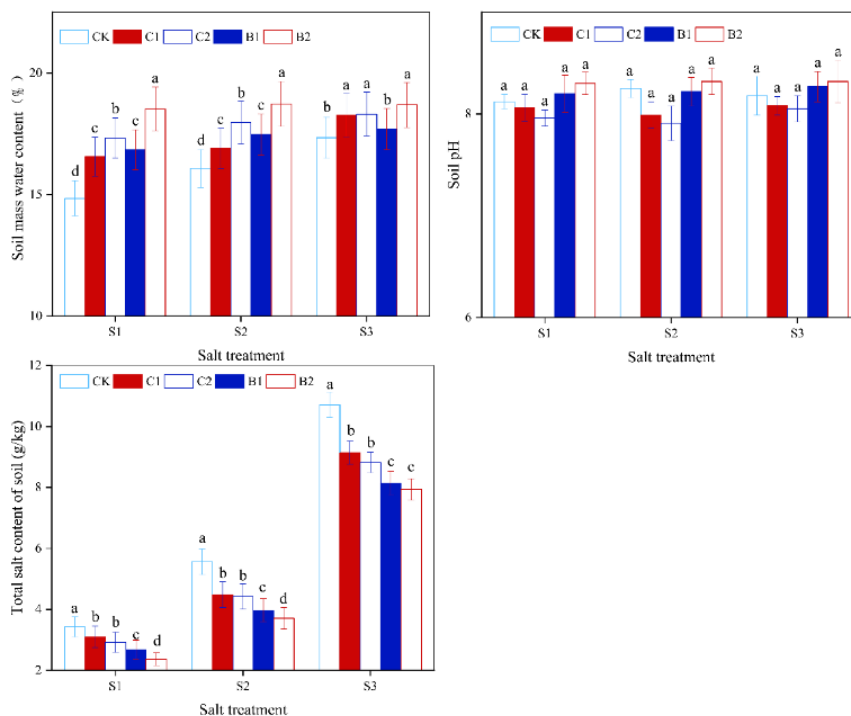 CK C1 C2 B1 B2
20
15
10
Soil mass water content (%)
d c b c a
d c b c a
b a a b a
S1 S2 S3
Salt treatment
CK C1 C2 B1 B2
8
6
Soil pH
a a a a a
a a a a a
a a a a a
S1 S2 S3
Salt treatment
CK C1 C2 B1 B2
12
10
8
6
4
2
Total salt content of soil (g/kg)
a b b c d
a b b c d
a b b c c
S1 S2 S3
Salt treatment